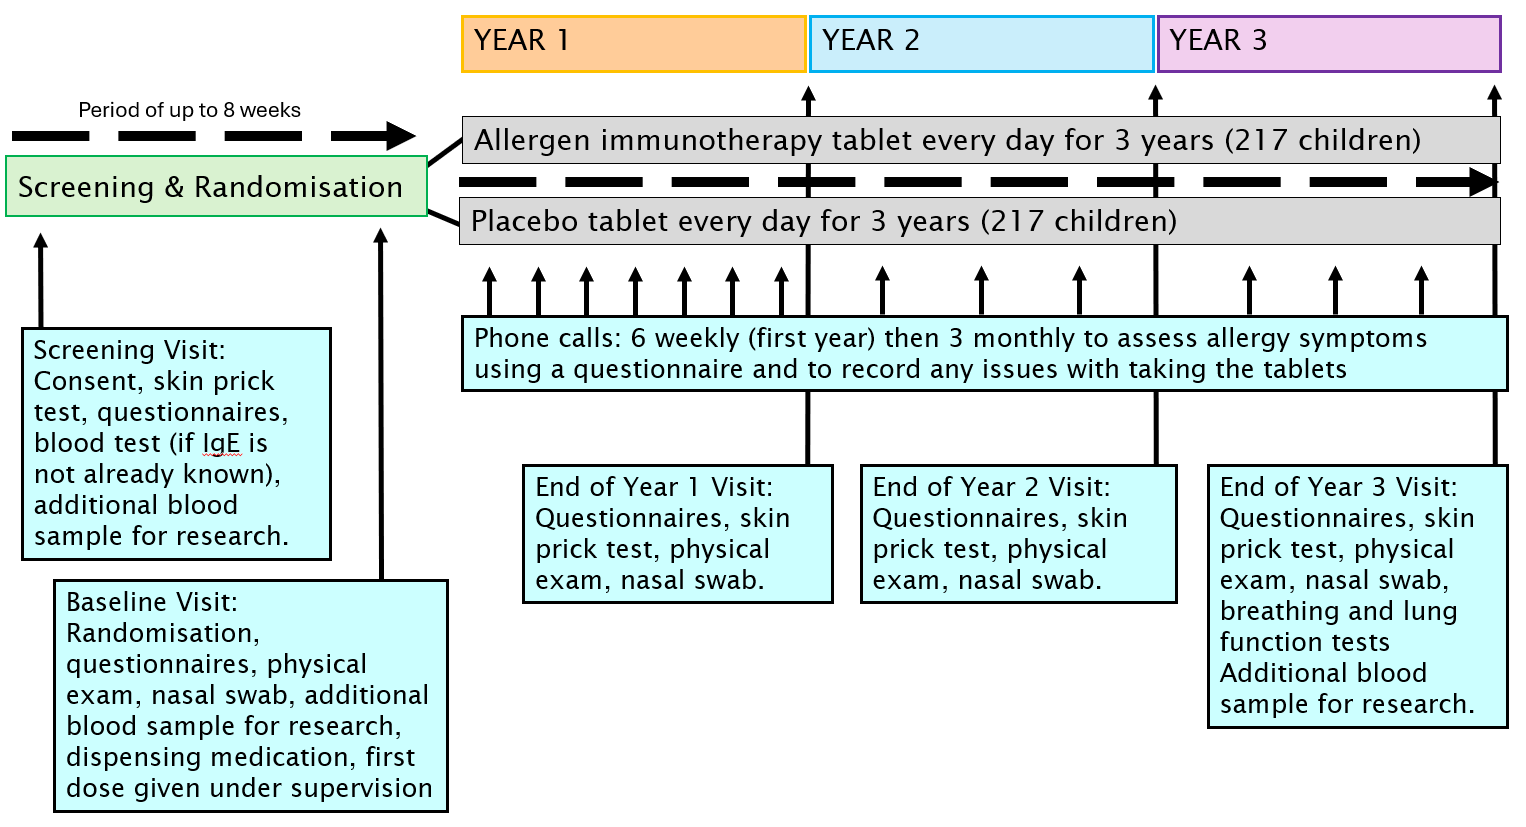 YEAR 1
YEAR 2
YEAR 3
Period of up to 8 weeks
Screening & Randomisation
Allergen immunotherapy tablet every day for 3 years (217 children)
Placebo tablet every day for 3 years (217 children)
Phone calls: 6 weekly (first year) then 3 monthly to assess allergy symptoms
using a questionnaire and to record any issues with taking the tablets
Screening Visit:
Consent, skin prick
test, questionnaires,
blood test (if IgE is
not already known),
additional blood
sample for research.
Baseline Visit:
Randomisation,
questionnaires, physical
exam, nasal swab, additional
blood sample for research,
dispensing medication, first
dose given under supervision
End of Year 1 Visit:
Questionnaires, skin
prick test, physical
exam, nasal swab.
End of Year 2 Visit:
Questionnaires, skin
prick test, physical
exam, nasal swab.
End of Year 3 Visit:
Questionnaires, skin
prick test, physical
exam, nasal swab,
breathing and lung
function tests
Additional blood
sample for research.